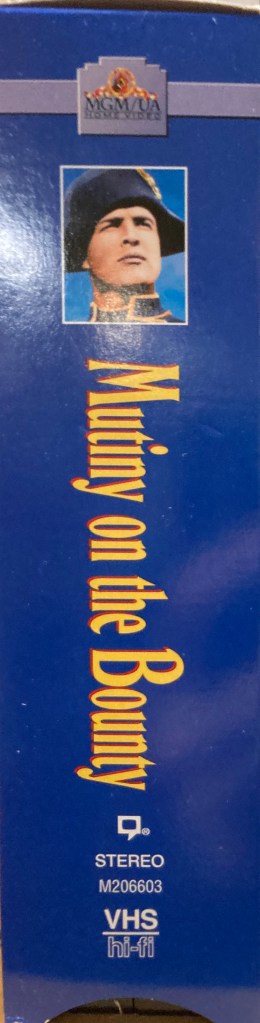 MGM/UA
HOME VIDEO
Mutiny on the Bounty
®
STEREO
M206603
VHS
hi-fi